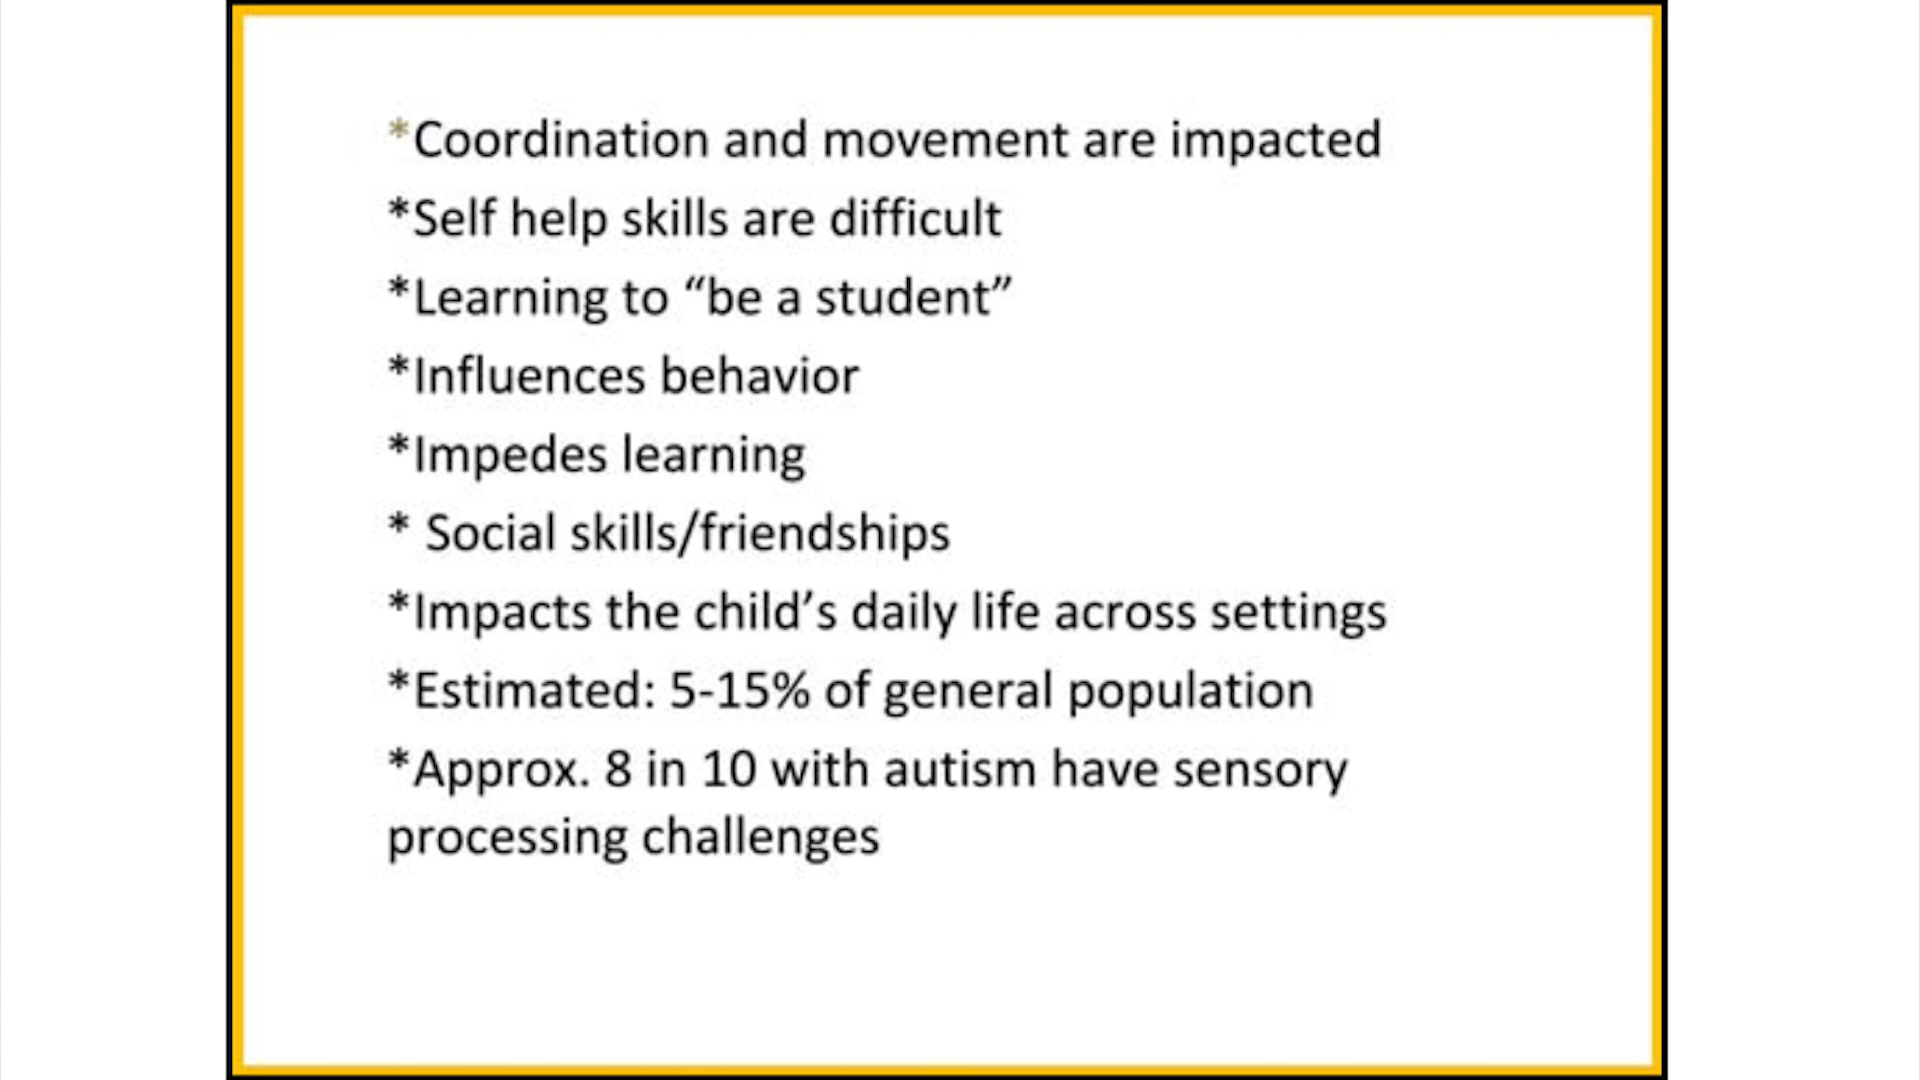 *Coordination and movement are impacted
*Self help skills are difficult
*Learning to “be a student”
*Influences behavior
*Impedes learning
* Social skills/friendships
*Impacts the child’s daily life across settings
*Estimated: 5-15% of general population
*Approx. 8 in 10 with autism have sensory
processing challenges